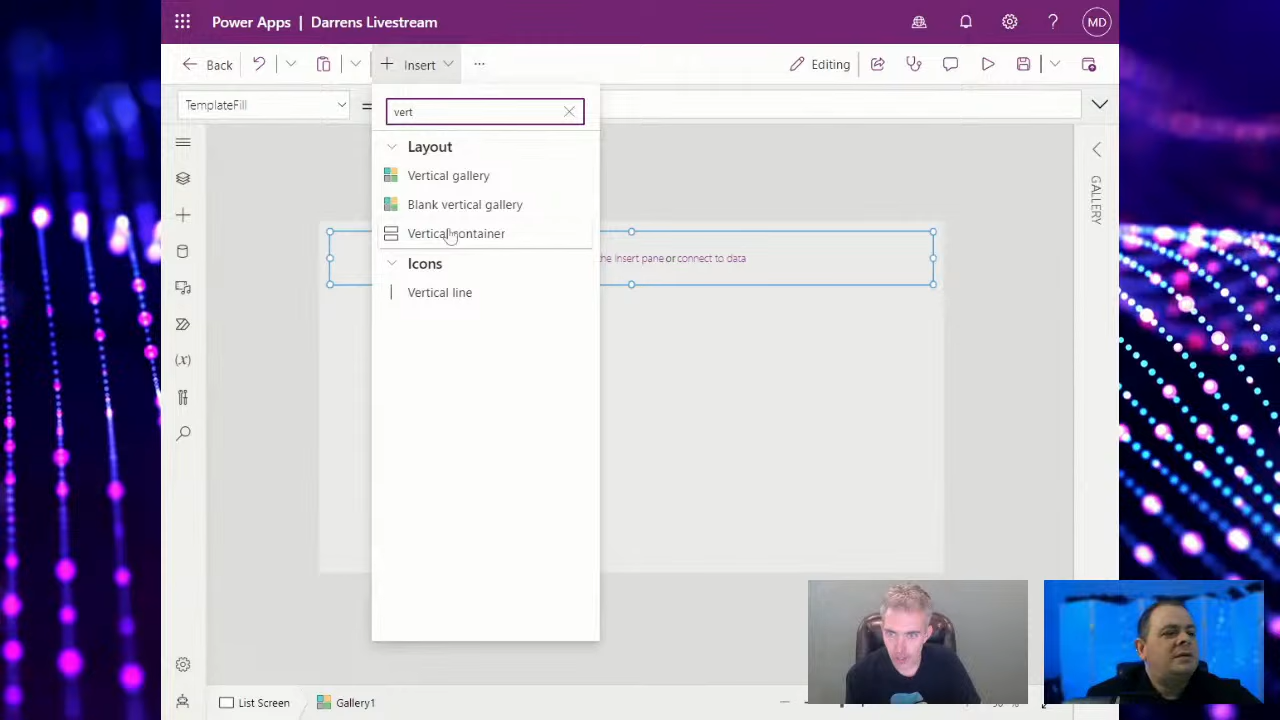 Power Apps | Darrens Livestream
MD
Back
Insert
Editing
TemplateFill
=
vert
Layout
Vertical gallery
Blank vertical gallery
Vertical container
Icons
Vertical line
the Insert pane or connect to data
GALLERY
List Screen
Gallery1